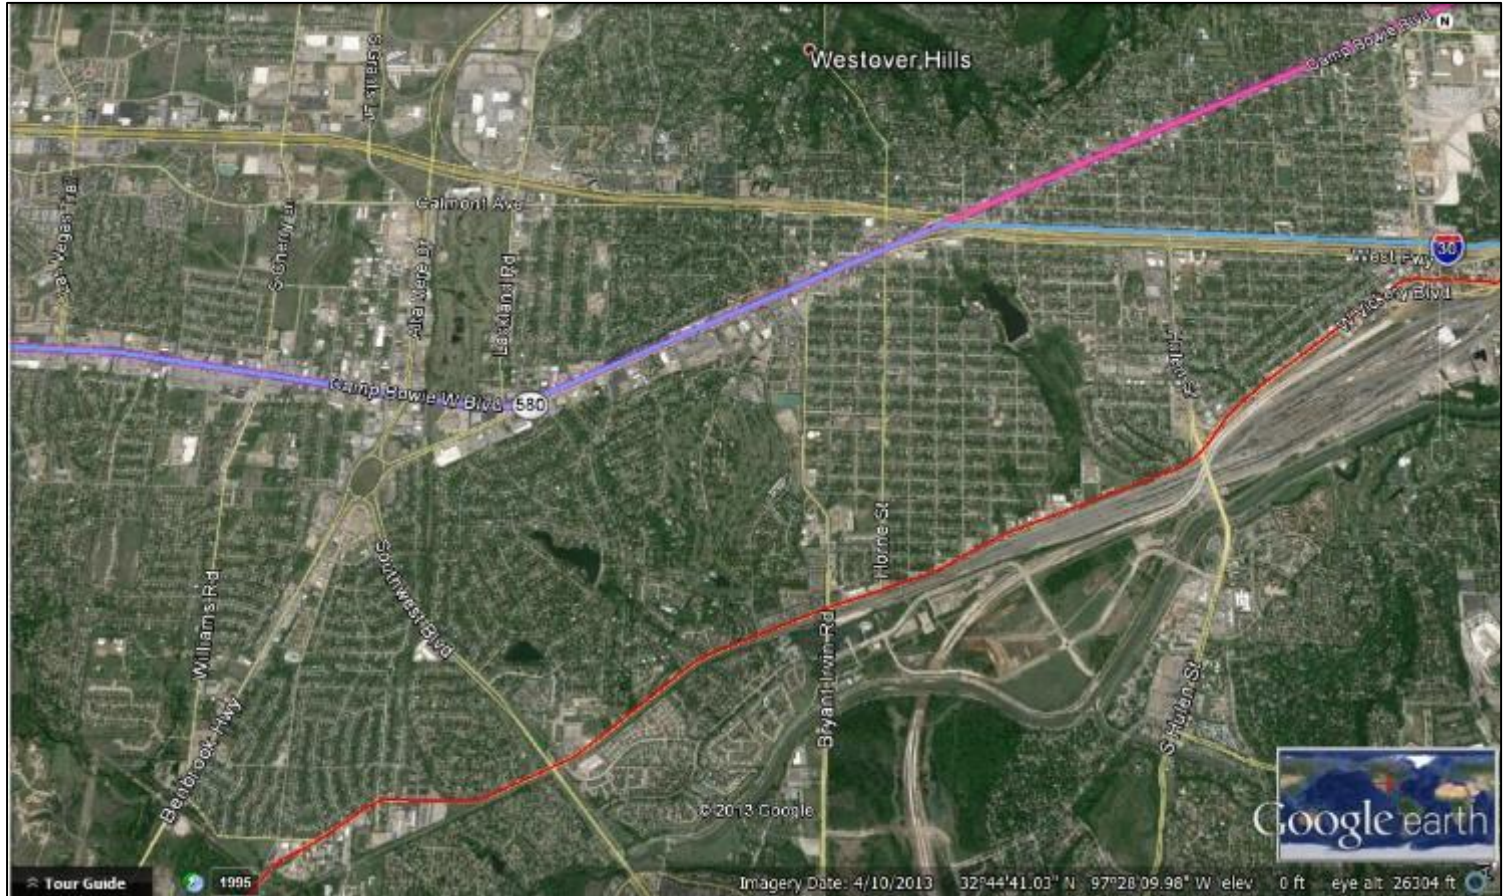 Camp Bowie Blvd
N
S Grants Ln
Westover Hills
Las Vegas Trai
S Cherry Ln
Calmont Ave
Alta Mere Dr
Lackland Rd
West Fwy
30
W Vickery Blvd
Camp Bowie W Blvd
580
Hulen St
Horne St
Southwest Blvd
Williams Rd
Bryant Irvin Rd
S Hulen St
Benbrook Hwy
© 2013 Google
Google earth
Tour Guide
1995
Imagery Date: 4/10/2013 32°44'41.03" N 97°28'09.98" W elev 0 ft eye alt 26304 ft